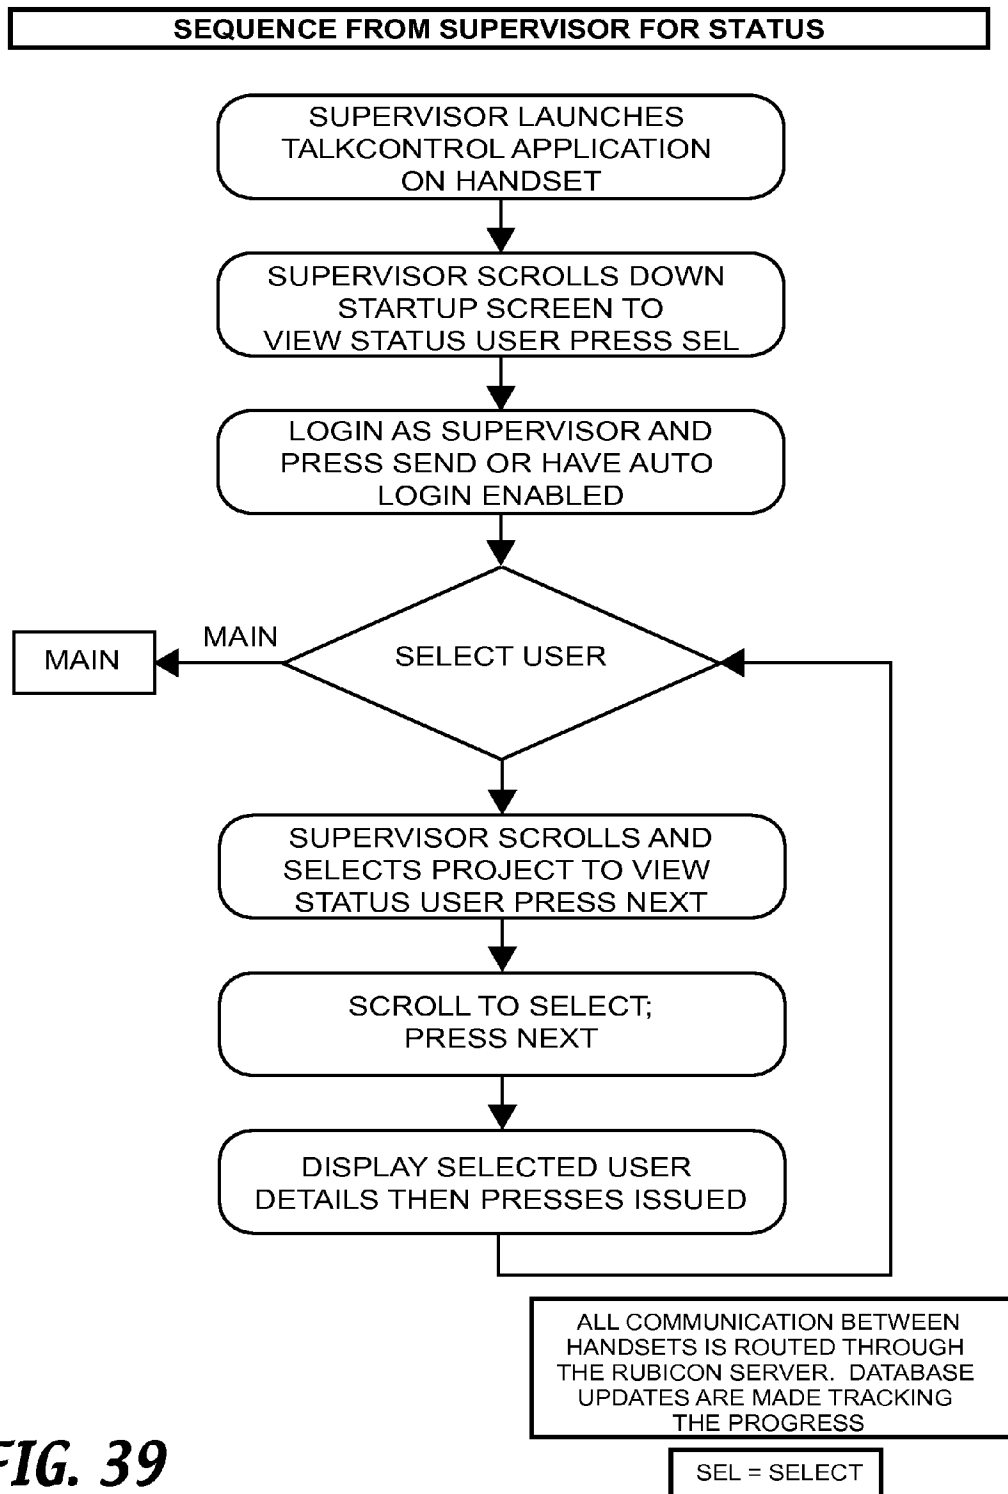 SEQUENCE FROM SUPERVISOR FOR STATUS
SUPERVISOR LAUNCHES
TALKCONTROL APPLICATION
ON HANDSET
SUPERVISOR SCROLLS DOWN
STARTUP SCREEN TO
VIEW STATUS USER PRESS SEL
LOGIN AS SUPERVISOR AND
PRESS SEND OR HAVE AUTO
LOGIN ENABLED
MAIN
MAIN
SELECT USER
SUPERVISOR SCROLLS AND
SELECTS PROJECT TO VIEW
STATUS USER PRESS NEXT
SCROLL TO SELECT;
PRESS NEXT
DISPLAY SELECTED USER
DETAILS THEN PRESSES ISSUED
ALL COMMUNICATION BETWEEN
HANDSETS IS ROUTED THROUGH
THE RUBICON SERVER. DATABASE
UPDATES ARE MADE TRACKING
THE PROGRESS
FIG. 39
SEL = SELECT